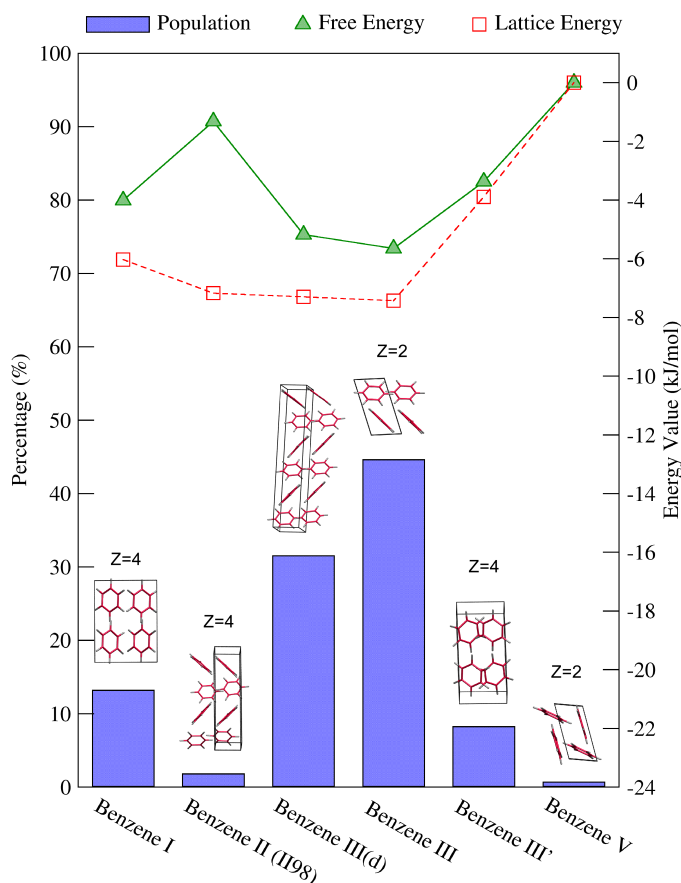 Population Free Energy Lattice Energy
100
90
80
70
60
50
40
30
20
10
0
Percentage (%)
0
-2
-4
-6
-8
-10
-12
-14
-16
-18
-20
-22
-24
Energy Value (kJ/mol)
Z=4
Z=4
Z=6
Z=2
Z=4
Z=2
Benzene I
Benzene II (II98)
Benzene III(d)
Benzene III
Benzene III'
Benzene V